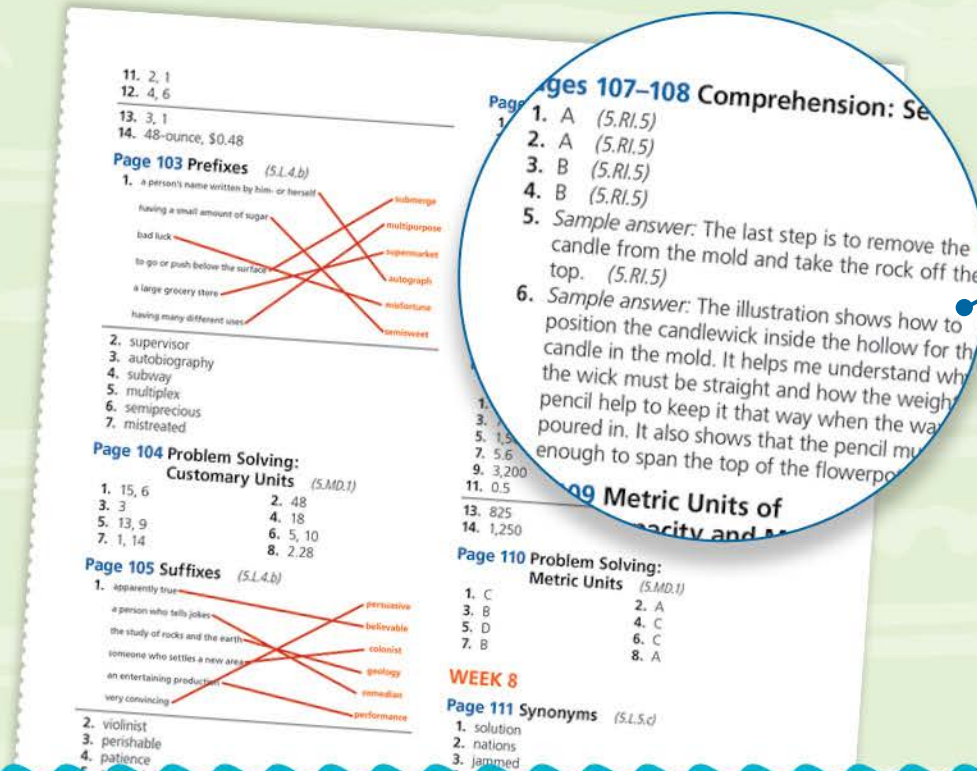 11. 2, 1
12. 4, 6
13. 3, 1
14. 48-ounce, $0.48
Page 103 Prefixes (5.L.4.b)
1. a person's name written by him- or herself
having a small amount of sugar
bad luck
to go or push below the surface
a large grocery store
having many different uses
submerge
multipurpose
supermarket
autograph
misfortune
semisweet
2. supervisor
3. autobiography
4. subway
5. multiplex
6. semiprecious
7. mistreated
Page 104 Problem Solving:
Customary Units (5.MD.1)
1. 15, 6 2. 48
3. 3 4. 18
5. 13, 9 6. 5, 10
7. 1, 14 8. 2.28
Page 105 Suffixes (5.L.4.b)
1. apparently true
a person who tells jokes
the study of rocks and the earth
someone who settles a new area
an entertaining production
very convincing
persuasive
believable
colonist
geology
comedian
performance
2. violinist
3. perishable
4. patience
Pag
1
ges 107–108 Comprehension: Se
1. A (5.RI.5)
2. A (5.RI.5)
3. B (5.RI.5)
4. B (5.RI.5)
5. Sample answer: The last step is to remove the
candle from the mold and take the rock off the
top. (5.RI.5)
6. Sample answer: The illustration shows how to
position the candlewick inside the hollow for th
candle in the mold. It helps me understand why
the wick must be straight and how the weigh
pencil help to keep it that way when the wa
poured in. It also shows that the pencil mu
enough to span the top of the flowerpo
1.
3.
5. 1,5
7. 5.6
9. 3,200
11. 0.5
13. 825
14. 1,250
09 Metric Units of
acity and M
Page 110 Problem Solving:
Metric Units (5.MD.1)
1. C 2. A
3. B 4. C
5. D 6. C
7. B 8. A
WEEK 8
Page 111 Synonyms (5.L.5.c)
1. solution
2. nations
3. jammed